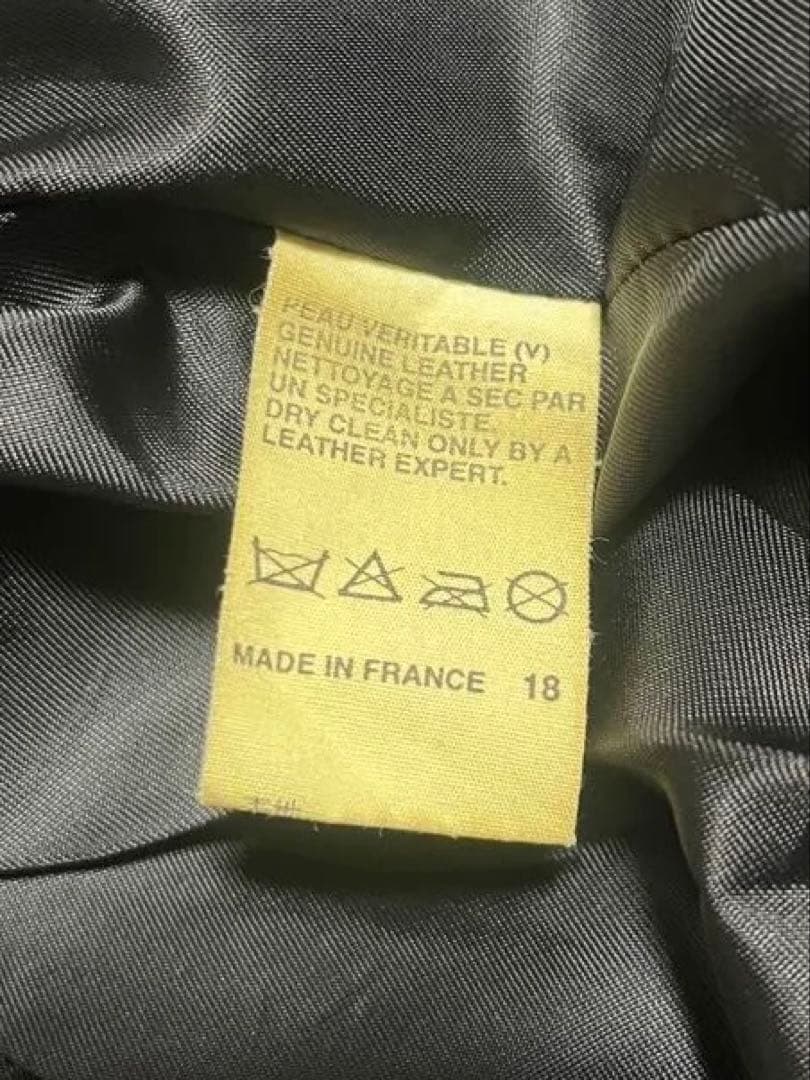 PEAU VERITABLE (V)
GENUINE LEATHER
NETTOYAGE A SEC PAR
UN SPECIALISTE.
DRY CLEAN ONLY BY A
LEATHER EXPERT.
MADE IN FRANCE 18